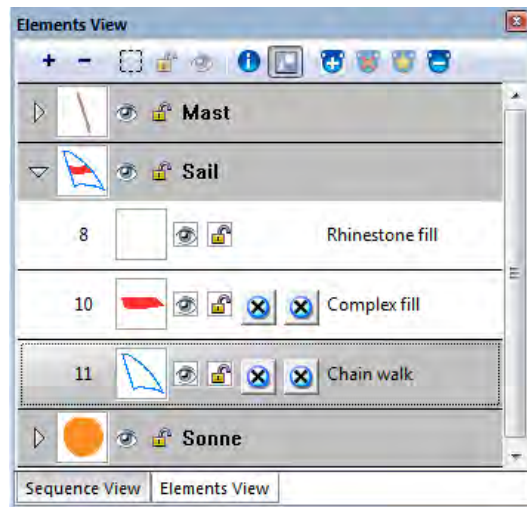 Elements View
Mast
Sail
8 Rhinestone fill
10 Complex fill
11 Chain walk
Sonne
Sequence View Elements View